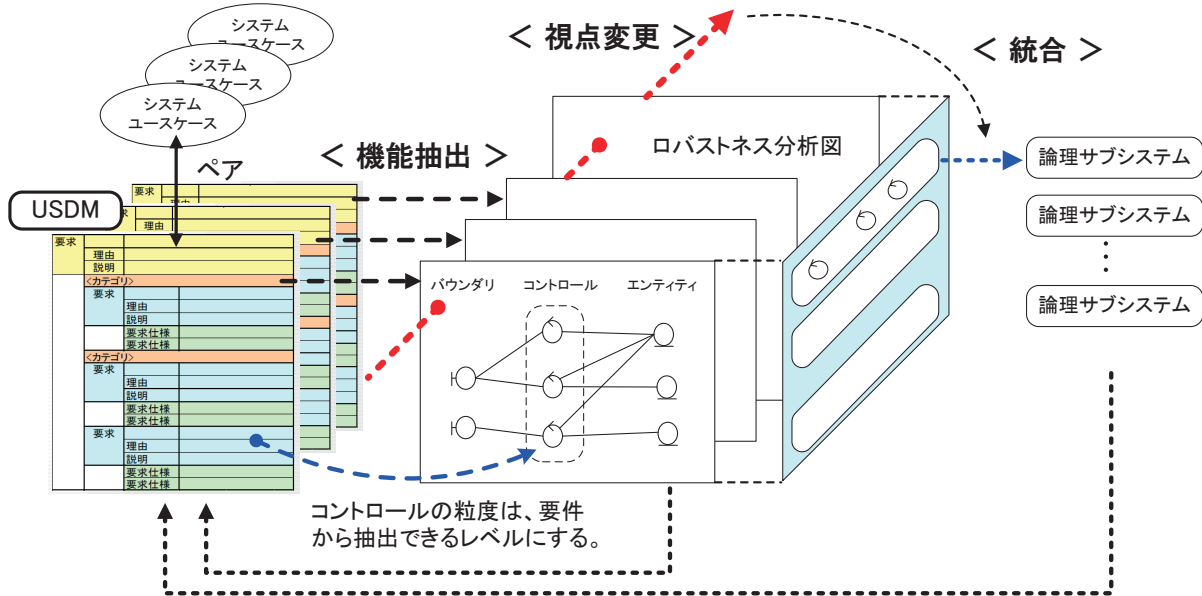 システム
ユースケース
システム
ユースケース
システム
ユースケース
ペア
USDM
＜ 機能抽出 ＞
＜ 視点変更 ＞
＜ 統合 ＞
要求
理由
要求
理由
要求
理由
説明
<カテゴリ>
要求
理由
説明
要求仕様
要求仕様
<カテゴリ>
要求
理由
説明
要求仕様
要求仕様
要求
理由
説明
要求仕様
要求仕様
ロバストネス分析図
バウンダリ
コントロール
エンティティ
コントロールの粒度は、要件
から抽出できるレベルにする。
論理サブシステム
論理サブシステム
⋮
論理サブシステム